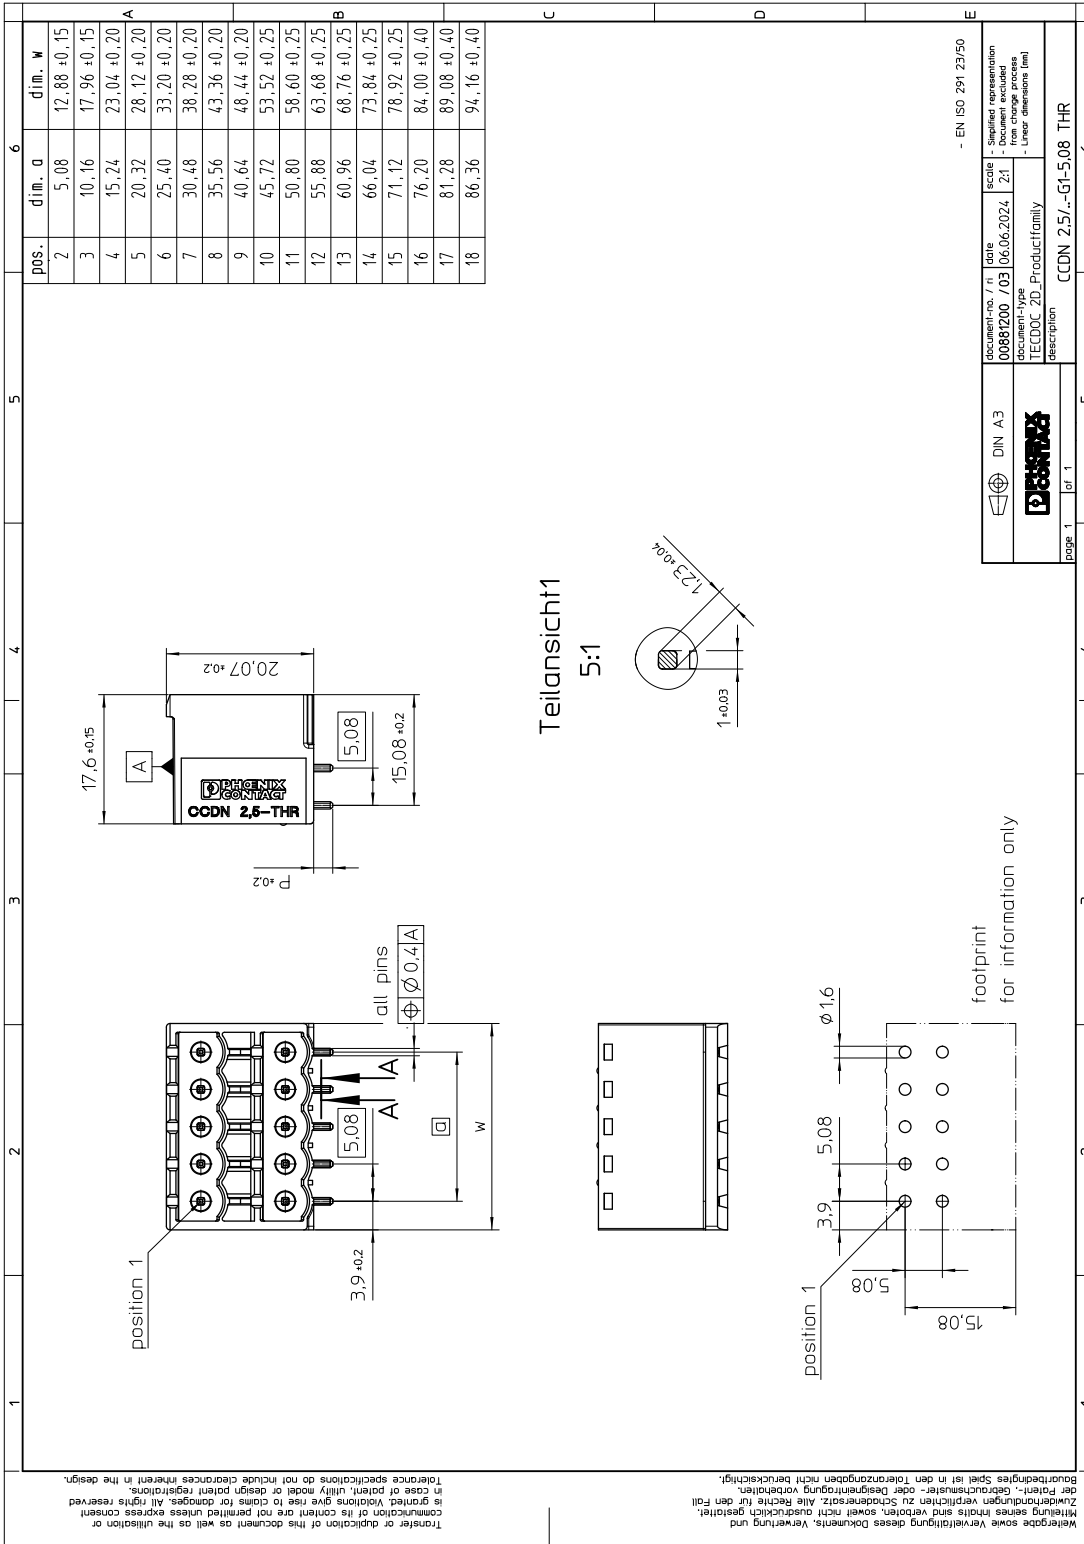 1 2 3 4 5 6
A
B
C
D
E
pos. dim. a dim. w
2 5,08 12,88 ±0,15
3 10,16 17,96 ±0,15
4 15,24 23,04 ±0,20
5 20,32 28,12 ±0,20
6 25,40 33,20 ±0,20
7 30,48 38,28 ±0,20
8 35,56 43,36 ±0,20
9 40,64 48,44 ±0,20
10 45,72 53,52 ±0,25
11 50,80 58,60 ±0,25
12 55,88 63,68 ±0,25
13 60,96 68,76 ±0,25
14 66,04 73,84 ±0,25
15 71,12 78,92 ±0,25
16 76,20 84,00 ±0,40
17 81,28 89,08 ±0,40
18 86,36 94,16 ±0,40
position 1
3,9 ±0,2
5,08
a
w
A A
all pins
⌖ Ø 0,4 A
17,6 ±0,15
A
20,07 ±0,2
PHŒNIX
CONTACT
CCDN 2,5-THR
P ±0,2
5,08
15,08 ±0,2
Teilansicht1
5:1
1 ±0,03
1,23 ±0,04
position 1
3,9
5,08
Ø1,6
5,08
15,08
footprint
for information only
- EN ISO 291 23/50
DIN A3
PHŒNIX
CONTACT
page 1 of 1
document-no. / ri
00881200 / 03
date
06.06.2024
scale
2:1
- Simplified representation
- Document excluded
from change process
- Linear dimensions [mm]
document-type
TECDOC 2D_Productfamily
description
CCDN 2,5/..-G1-5,08 THR
Transfer or duplication of this document as well as the utilisation or
communication of its content are not permitted unless express consent
is granted. Violations give rise to claims for damages. All rights reserved
in case of patent, utility model or design patent registrations.
Tolerance specifications do not include clearances inherent in the design.
Weitergabe sowie Vervielfältigung dieses Dokuments, Verwertung und
Mitteilung seines Inhalts sind verboten, soweit nicht ausdrücklich gestattet.
Zuwiderhandlungen verpflichten zu Schadenersatz. Alle Rechte für den Fall
der Patent-, Gebrauchsmuster- oder Designeintragung vorbehalten.
Bauartbedingtes Spiel ist in den Toleranzangaben nicht berücksichtigt.